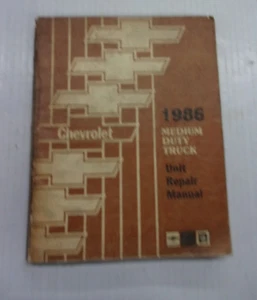 1986
Chevrolet
MEDIUM
DUTY
TRUCK
Unit
Repair
Manual